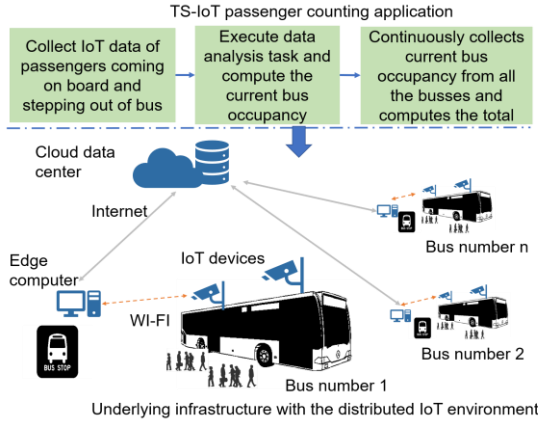 TS-IoT passenger counting application
Collect IoT data of
passengers coming
on board and
stepping out of bus
Execute data
analysis task and
compute the
current bus
occupancy
Continuously collects
current bus
occupancy from all
the busses and
computes the total
Cloud data
center
Internet
Edge
computer
IoT devices
WI-FI
BUS STOP
Bus number 1
Bus number n
Bus number 2
Underlying infrastructure with the distributed IoT environment